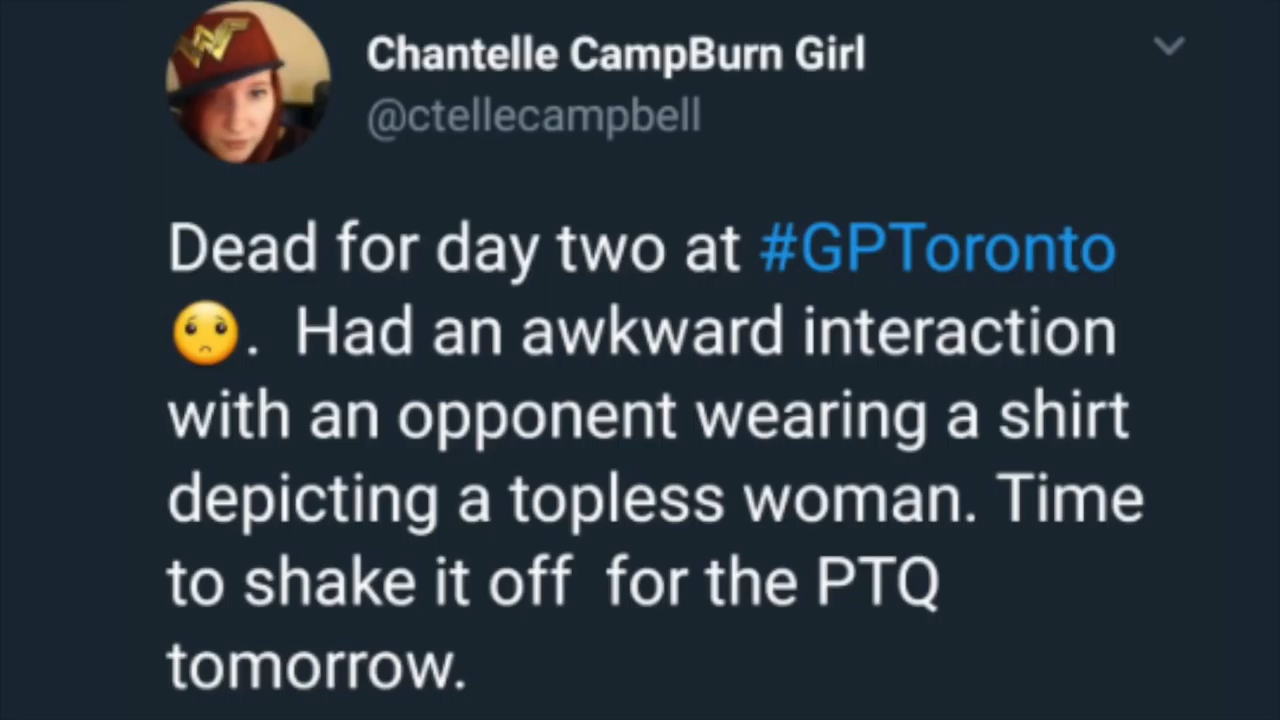 Chantelle CampBurn Girl
@ctellecampbell
Dead for day two at #GPToronto
🙁. Had an awkward interaction
with an opponent wearing a shirt
depicting a topless woman. Time
to shake it off for the PTQ
tomorrow.